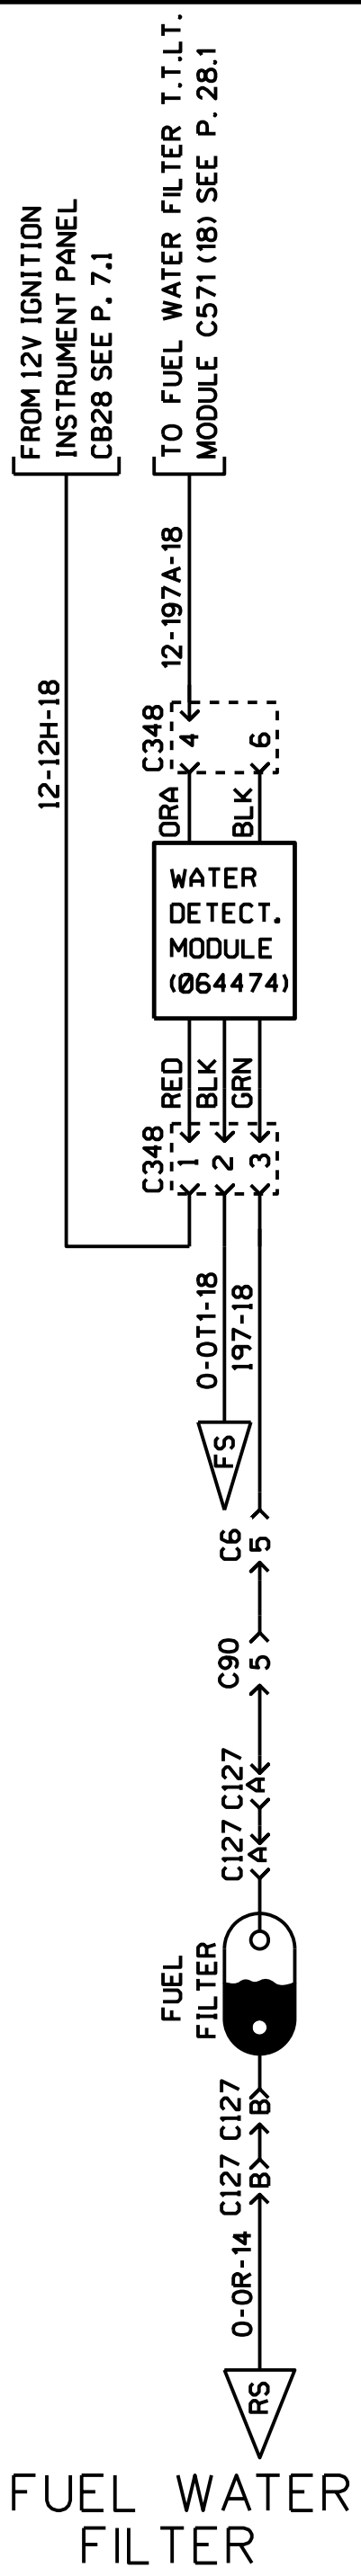 FROM 12V IGNITION
INSTRUMENT PANEL
CB28 SEE P. 7.1
TO FUEL WATER FILTER T.T.LT.
MODULE C571 (18) SEE P. 28.1
12-12H-18
12-197A-18
C348
4
6
ORA
BLK
WATER
DETECT.
MODULE
(064474)
RED
BLK
GRN
C348
1
2
3
0-0T1-18
197-18
FS
C6
5
C90
5
C127
A
C127
A
FUEL
FILTER
C127
B
C127
B
0-0R-14
RS
FUEL WATER
FILTER